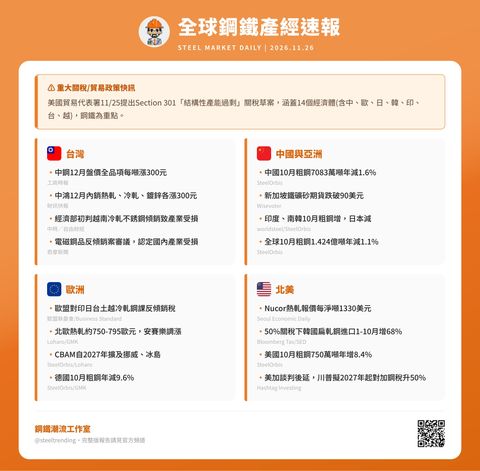 全球鋼鐵產經速報
STEEL MARKET DAILY | 2026.11.26
⚠ 重大關稅/貿易政策快訊
美國貿易代表署11/25提出Section 301「結構性產能過剩」關稅草案，涵蓋14個經濟體(含中、歐、日、韓、印、
台、越)，鋼鐵為重點。
台灣
• 中鋼12月盤價全品項每噸漲300元
工商時報
• 中鴻12月內銷熱軋、冷軋、鍍鋅各漲300元
財訊快報
• 經濟部初判越南冷軋不銹鋼傾銷致產業受損
中時／自由財經
• 電磁鋼品反傾銷案審議，認定國內產業受損
奇摩新聞
中國與亞洲
• 中國10月粗鋼7083萬噸年減1.6%
SteelOrbis
• 新加坡鐵礦砂期貨跌破90美元
Wisevoter
• 印度、南韓10月粗鋼增，日本減
worldsteel/SteelOrbis
• 全球10月粗鋼1.424億噸年減1.1%
SteelOrbis
歐洲
• 歐盟對印日台土越冷軋鋼課反傾銷稅
歐盟執委會/Business Standard
• 北歐熱軋約750-795歐元，安賽樂調漲
Loharo/GMK
• CBAM自2027年擴及挪威、冰島
SteelOrbis/Loharo
• 德國10月粗鋼年減9.6%
SteelOrbis/GMK
北美
• Nucor熱軋報價每淨噸1330美元
Seoul Economic Daily
• 50%關稅下韓國扁軋鋼進口1-10月增68%
Bloomberg Tax/SED
• 美國10月粗鋼750萬噸年增8.4%
SteelOrbis
• 美加談判後延，川普擬2027年起對加鋼稅升50%
HashMag Investing
鋼鐵潮流工作室
@steeltrending • 完整版報告請見官方頻道